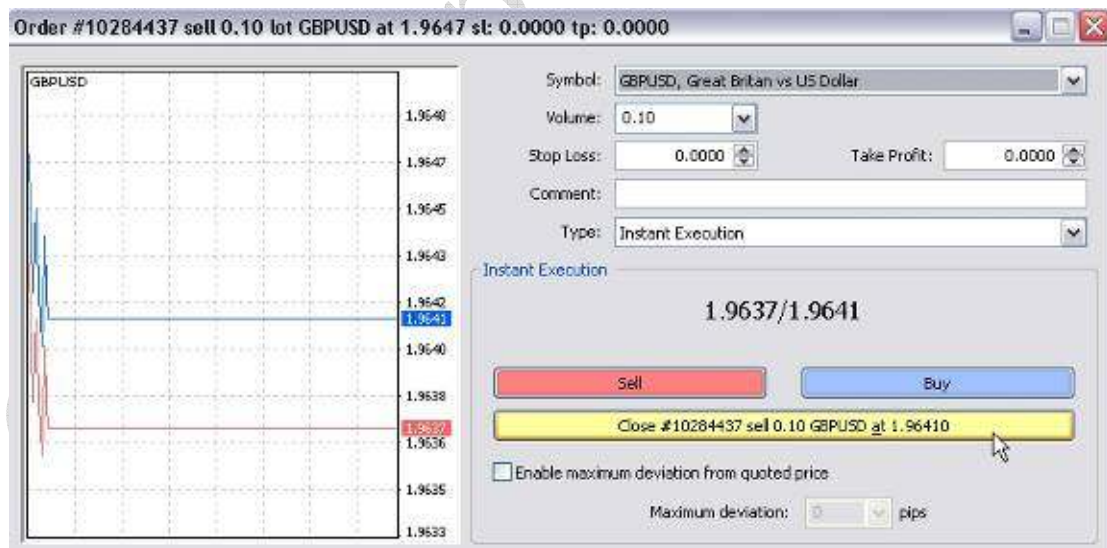 Order #10284437 sell 0.10 lot GBPUSD at 1.9647 sl: 0.0000 tp: 0.0000
GBPUSD
1.9648
1.9647
1.9645
1.9643
1.9642
1.9641
1.9640
1.9638
1.9637
1.9636
1.9635
1.9633
Symbol: GBPUSD, Great Britan vs US Dollar
Volume: 0.10
Stop Loss: 0.0000 Take Profit: 0.0000
Comment:
Type: Instant Execution
Instant Execution
1.9637/1.9641
Sell Buy
Close #10284437 sell 0.10 GBPUSD at 1.96410
Enable maximum deviation from quoted price
Maximum deviation: 0 pips